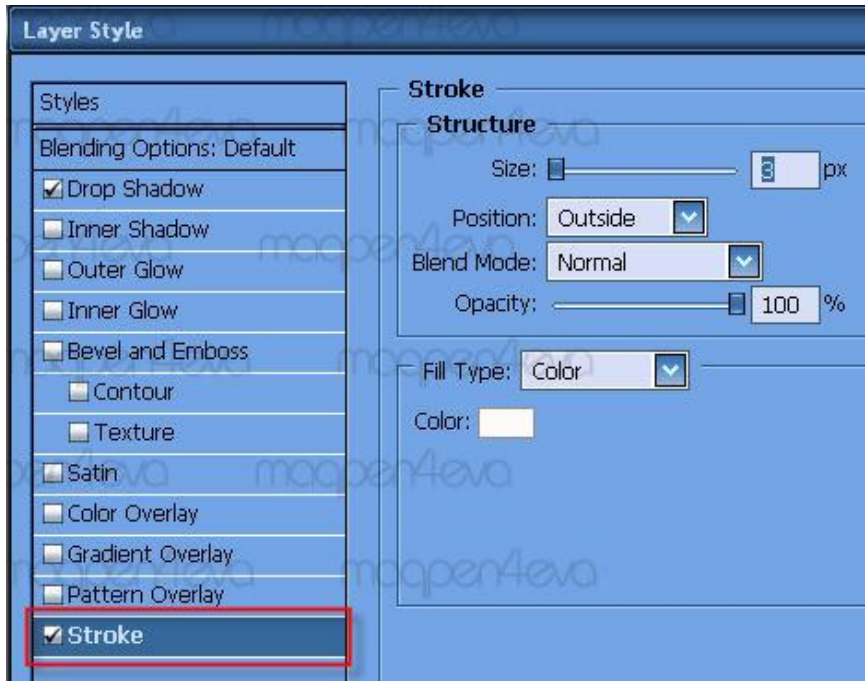 Layer Style
Styles
Blending Options: Default
Drop Shadow
Inner Shadow
Outer Glow
Inner Glow
Bevel and Emboss
Contour
Texture
Satin
Color Overlay
Gradient Overlay
Pattern Overlay
Stroke
Stroke
Structure
Size: 3 px
Position: Outside
Blend Mode: Normal
Opacity: 100 %
Fill Type: Color
Color:
maqpen4eva